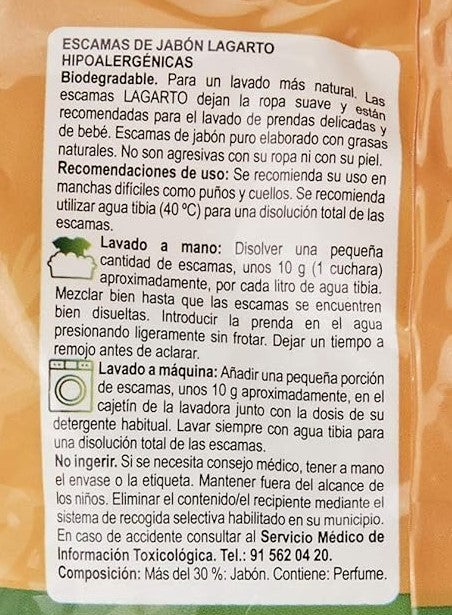 ESCAMAS DE JABÓN LAGARTO
HIPOALERGÉNICAS
Biodegradable. Para un lavado más natural. Las
escamas LAGARTO dejan la ropa suave y están
recomendadas para el lavado de prendas delicadas y
de bebé. Escamas de jabón puro elaborado con grasas
naturales. No son agresivas con su ropa ni con su piel.
Recomendaciones de uso: Se recomienda su uso en
manchas difíciles como puños y cuellos. Se recomienda
utilizar agua tibia (40 ºC) para una disolución total de las
escamas.
Lavado a mano: Disolver una pequeña
cantidad de escamas, unos 10 g (1 cuchara)
aproximadamente, por cada litro de agua tibia.
Mezclar bien hasta que las escamas se encuentren
bien disueltas. Introducir la prenda en el agua
presionando ligeramente sin frotar. Dejar un tiempo a
remojo antes de aclarar.
Lavado a máquina: Añadir una pequeña porción
de escamas, unos 10 g aproximadamente, en el
cajetín de la lavadora junto con la dosis de su
detergente habitual. Lavar siempre con agua tibia para
una disolución total de las escamas.
No ingerir. Si se necesita consejo médico, tener a mano
el envase o la etiqueta. Mantener fuera del alcance de
los niños. Eliminar el contenido/el recipiente mediante el
sistema de recogida selectiva habilitado en su municipio.
En caso de accidente consultar al Servicio Médico de
Información Toxicológica. Tel.: 91 562 04 20.
Composición: Más del 30 %: Jabón. Contiene: Perfume.